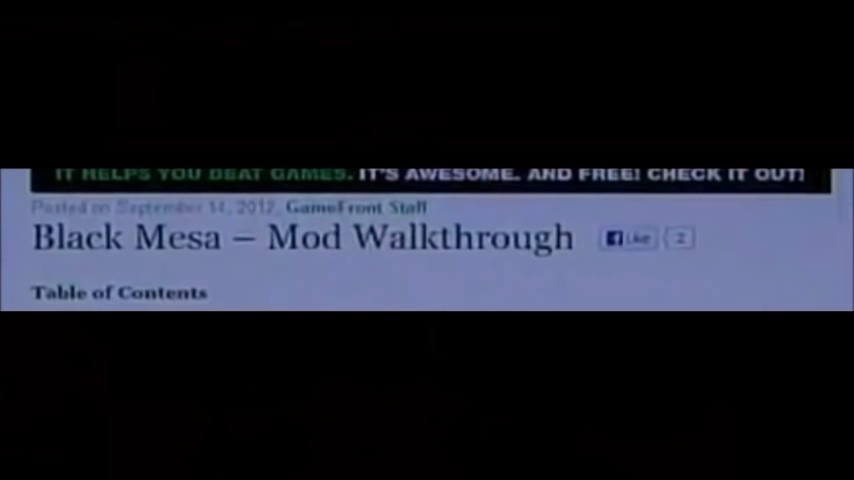 IT HELPS YOU BEAT GAMES. IT'S AWESOME. AND FREE! CHECK IT OUT!
Posted on September 14, 2012, GameFront Staff
Black Mesa – Mod Walkthrough Like 2
Table of Contents